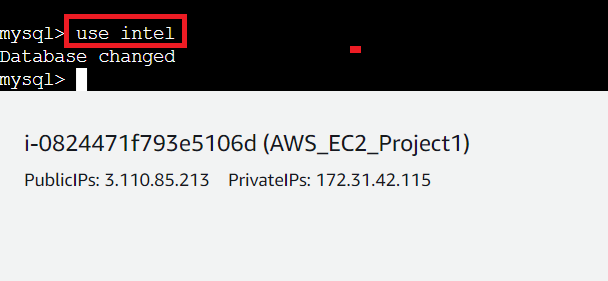 mysql> use intel
Database changed
mysql>
i-0824471f793e5106d (AWS_EC2_Project1)
PublicIPs: 3.110.85.213 PrivateIPs: 172.31.42.115